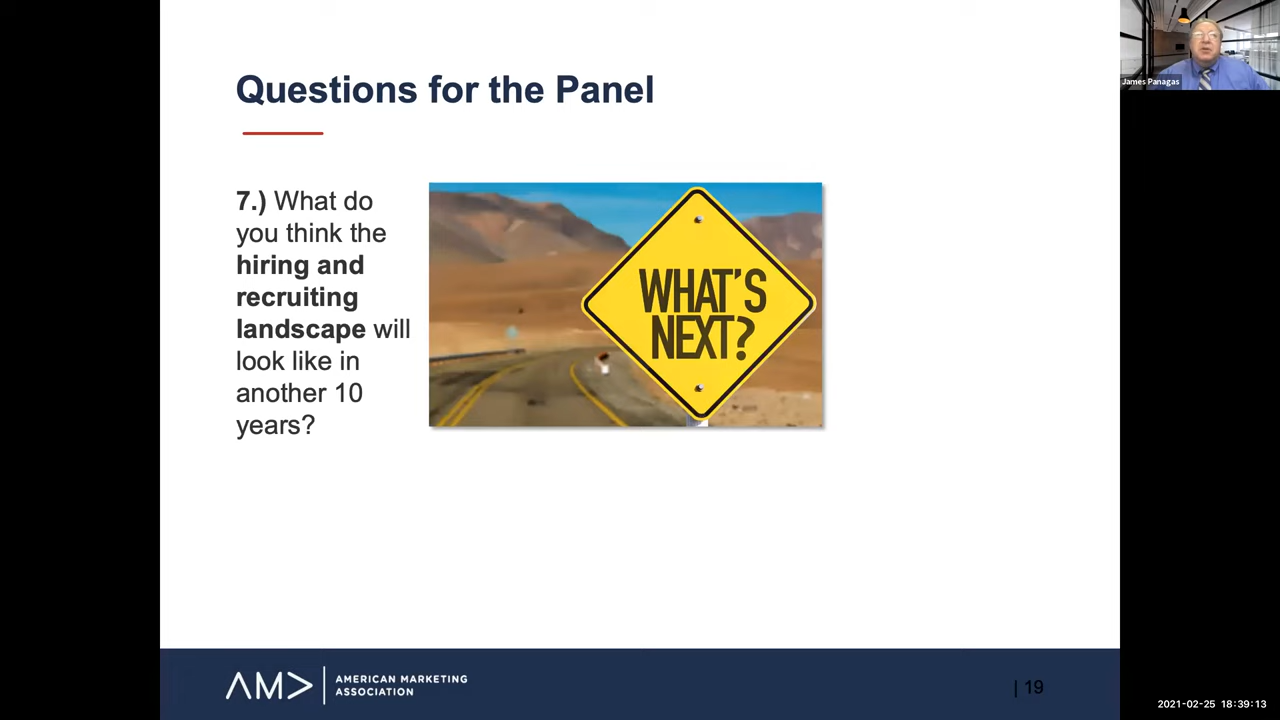 Questions for the Panel
7.) What do
you think the
hiring and
recruiting
landscape will
look like in
another 10
years?
WHAT'S
NEXT?
AMA
AMERICAN MARKETING
ASSOCIATION
| 19
James Panagas
2021-02-25 18:39:13